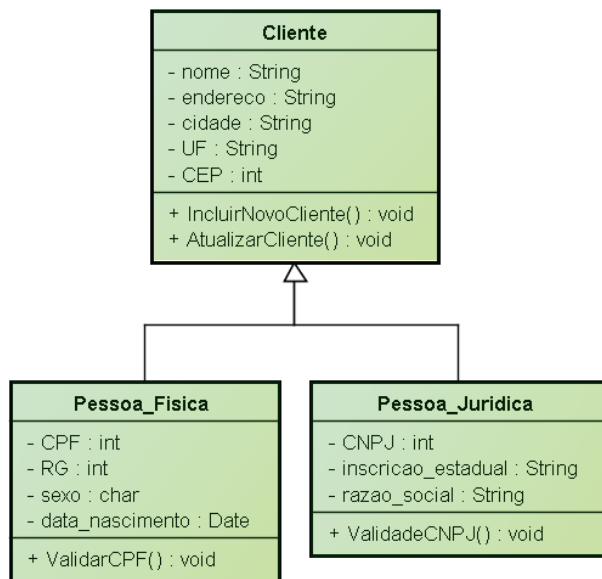 Cliente
- nome : String
- endereco : String
- cidade : String
- UF : String
- CEP : int
+ IncluirNovoCliente() : void
+ AtualizarCliente() : void
Pessoa_Fisica
- CPF : int
- RG : int
- sexo : char
- data_nascimento : Date
+ ValidarCPF() : void
Pessoa_Juridica
- CNPJ : int
- inscricao_estadual : String
- razao_social : String
+ ValidadeCNPJ() : void